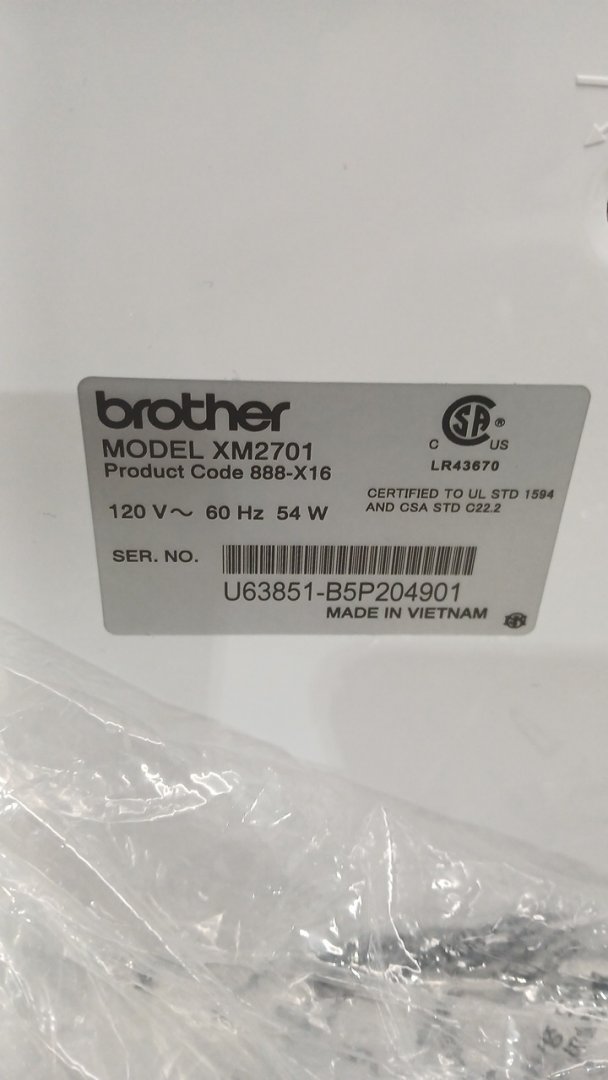 brother
MODEL XM2701
Product Code 888-X16
120 V~ 60 Hz 54 W
SER. NO.
U63851-B5P204901
MADE IN VIETNAM
SA ®
C US
LR43670
CERTIFIED TO UL STD 1594
AND CSA STD C22.2